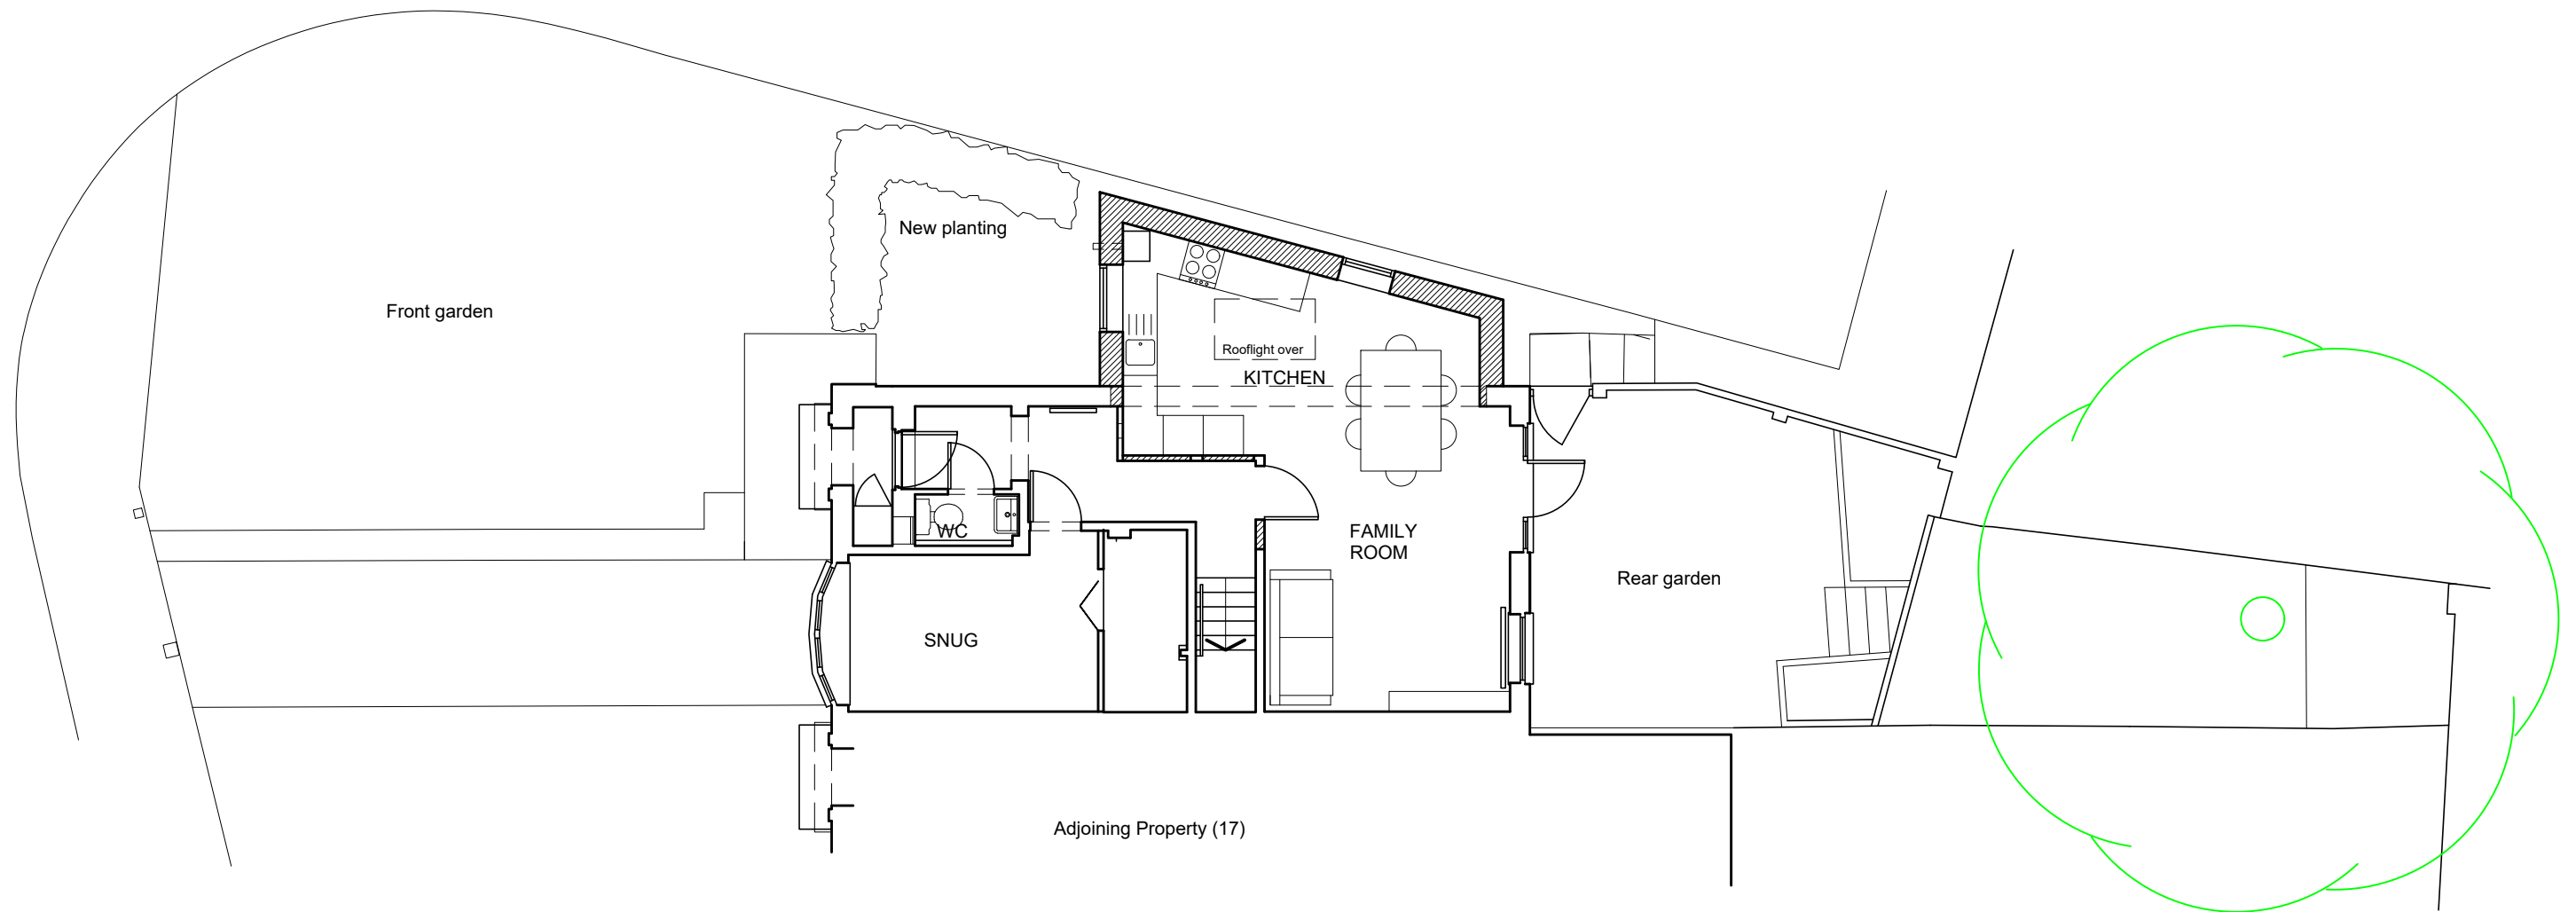 New planting
Front garden
Rooflight over
KITCHEN
WC
FAMILY
ROOM
Rear garden
SNUG
Adjoining Property (17)